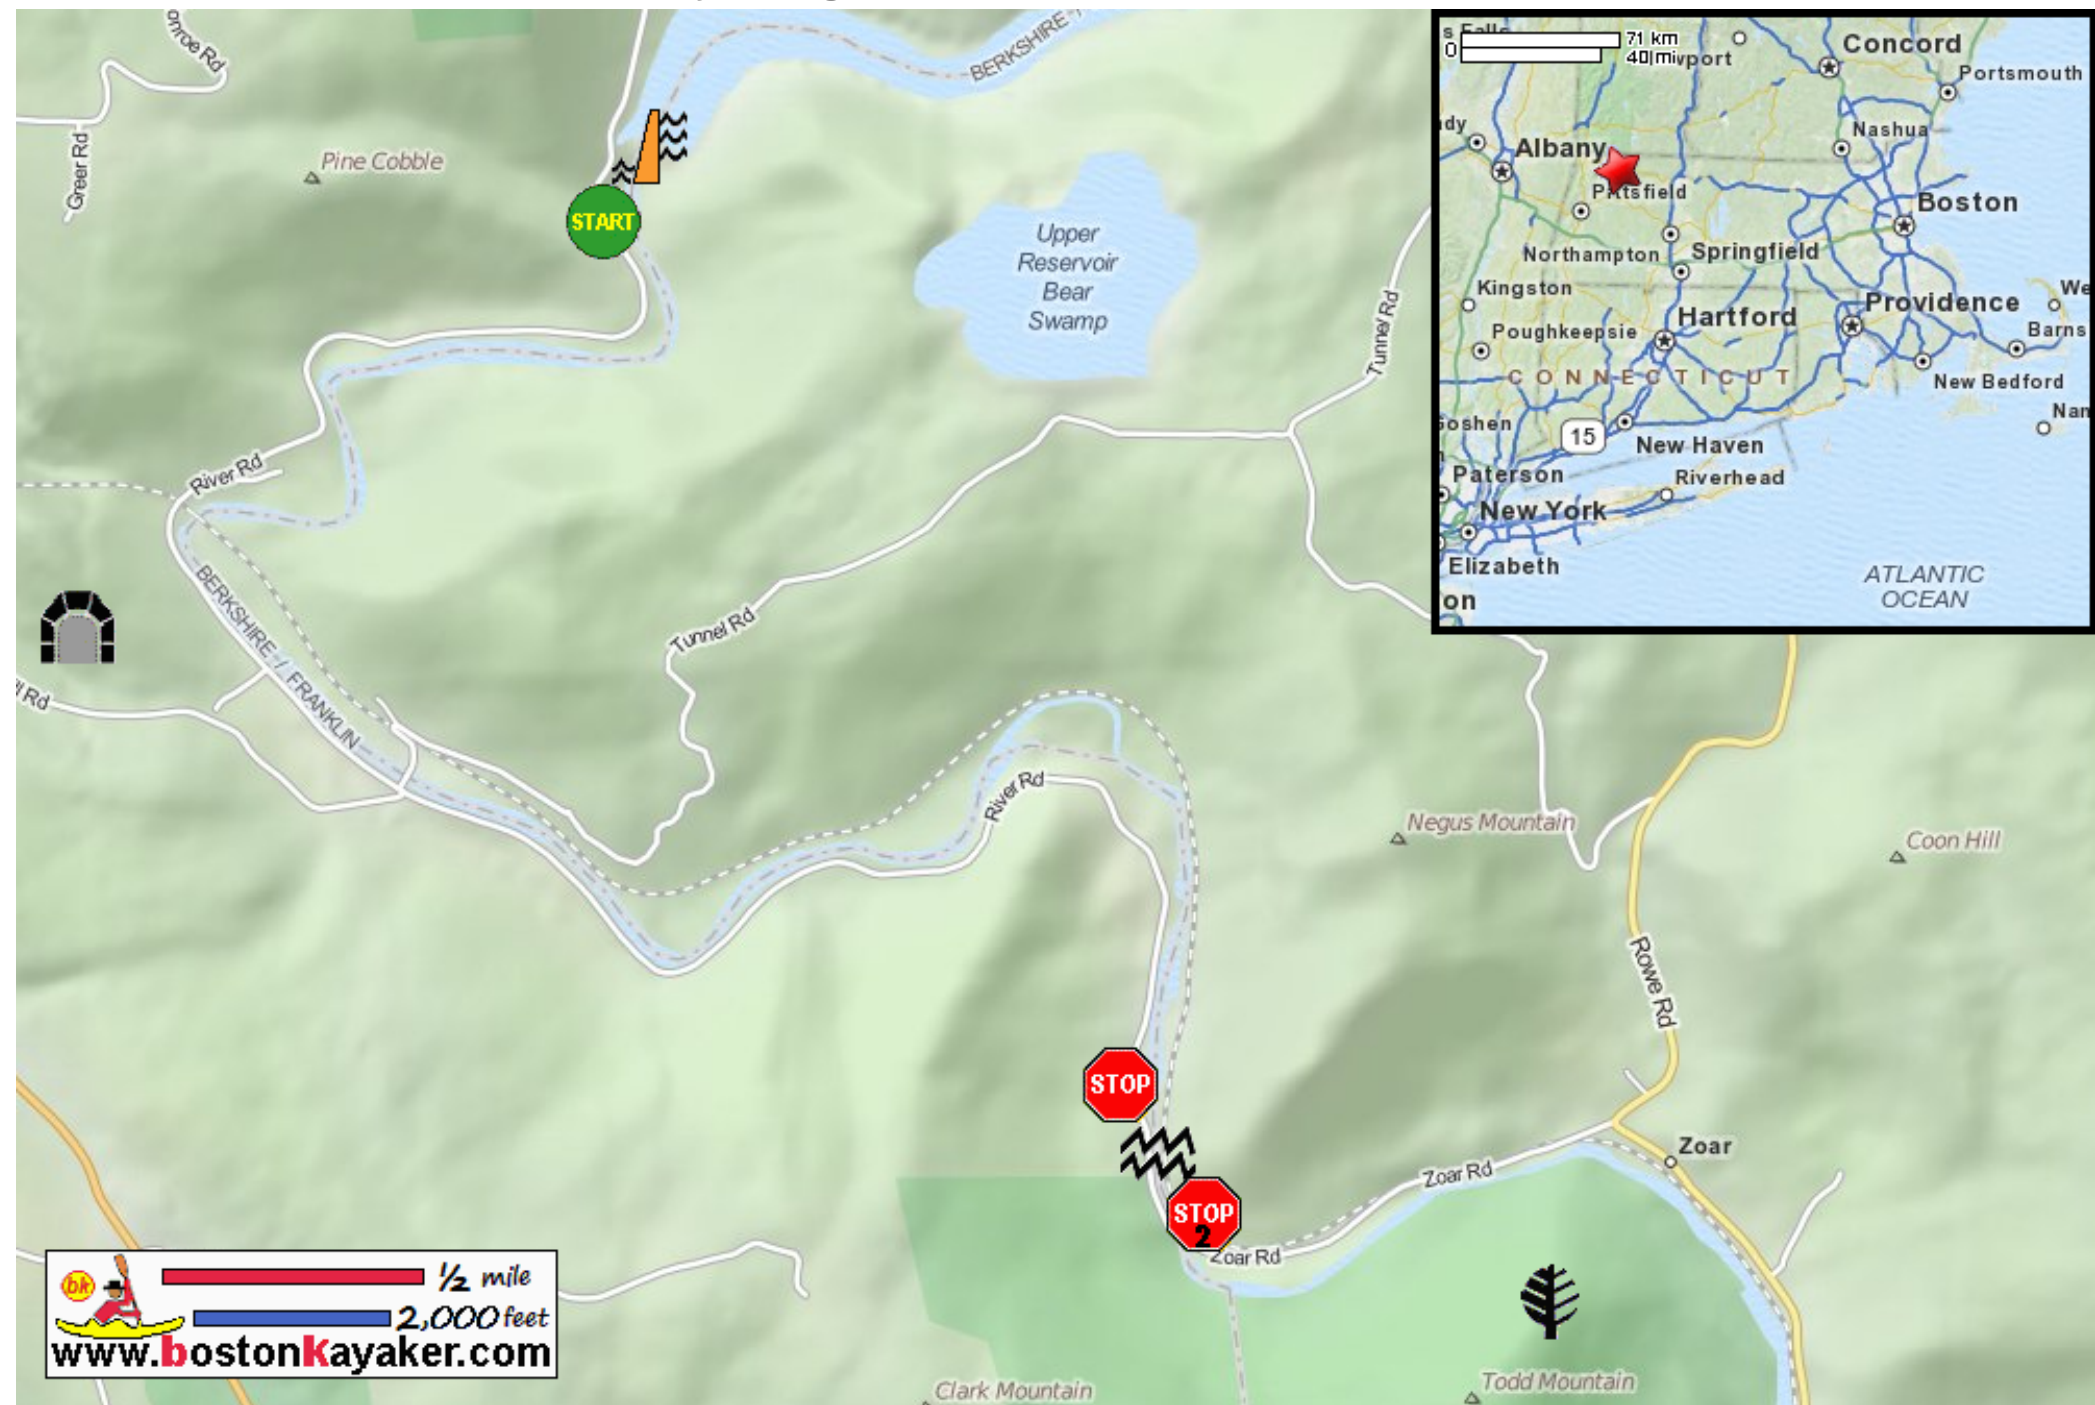 BERKSHIRE-/
Greer Rd
Pine Cobble
START
Upper
Reservoir
Bear
Swamp
Tunnel Rd
River Rd
BERKSHIRE-/ FRANKLIN
Tunnel Rd
River Rd
Negus Mountain
Coon Hill
Rowe Rd
STOP
Zoar
Zoar Rd
STOP
2
Zoar Rd
Todd Mountain
Clark Mountain
bk
½ mile
2,000 feet
www.bostonkayaker.com
0
71 km
40 mi
Concord
Portsmouth
Nashua
Albany
Pittsfield
Boston
Northampton
Springfield
Kingston
Providence
Hartford
Poughkeepsie
CONNECTICUT
New Bedford
15
New Haven
Paterson
Riverhead
New York
Elizabeth
ATLANTIC
OCEAN